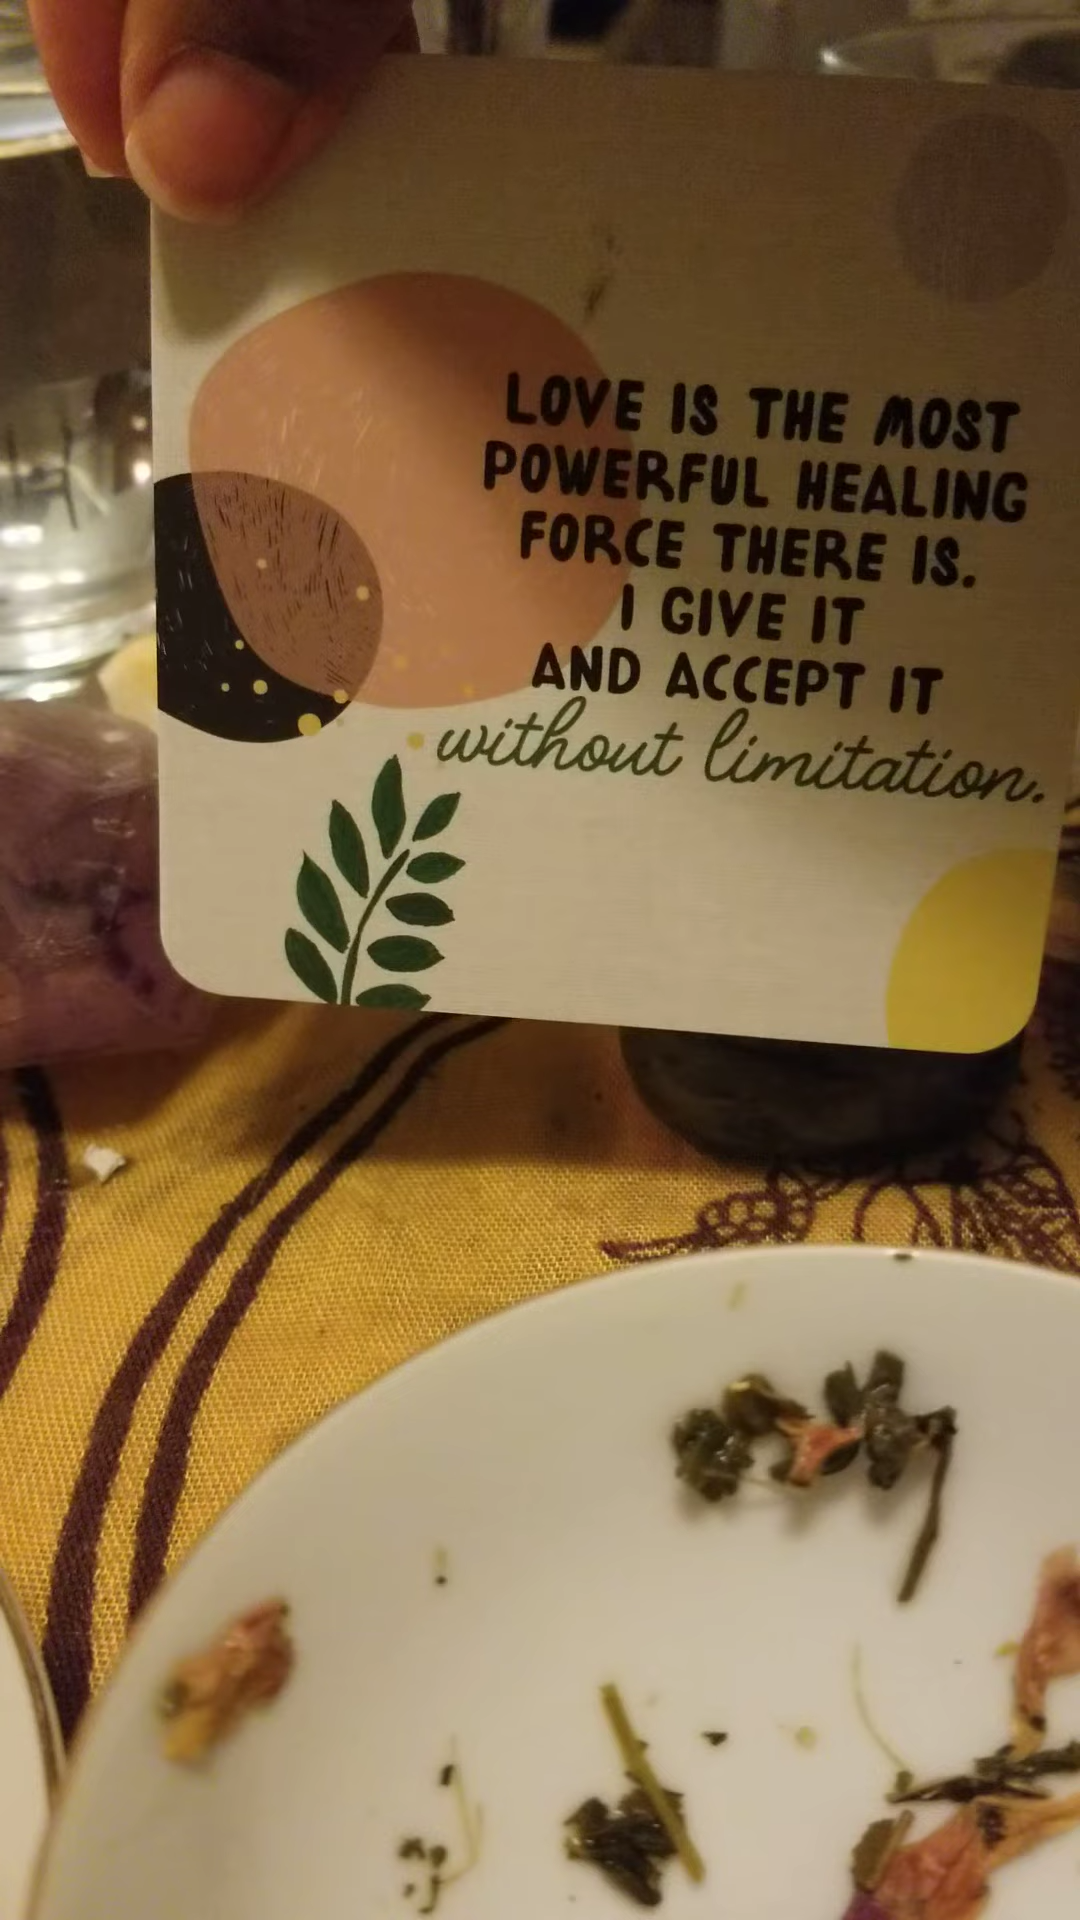 LOVE IS THE MOST
POWERFUL HEALING
FORCE THERE IS.
I GIVE IT
AND ACCEPT IT
without limitation.